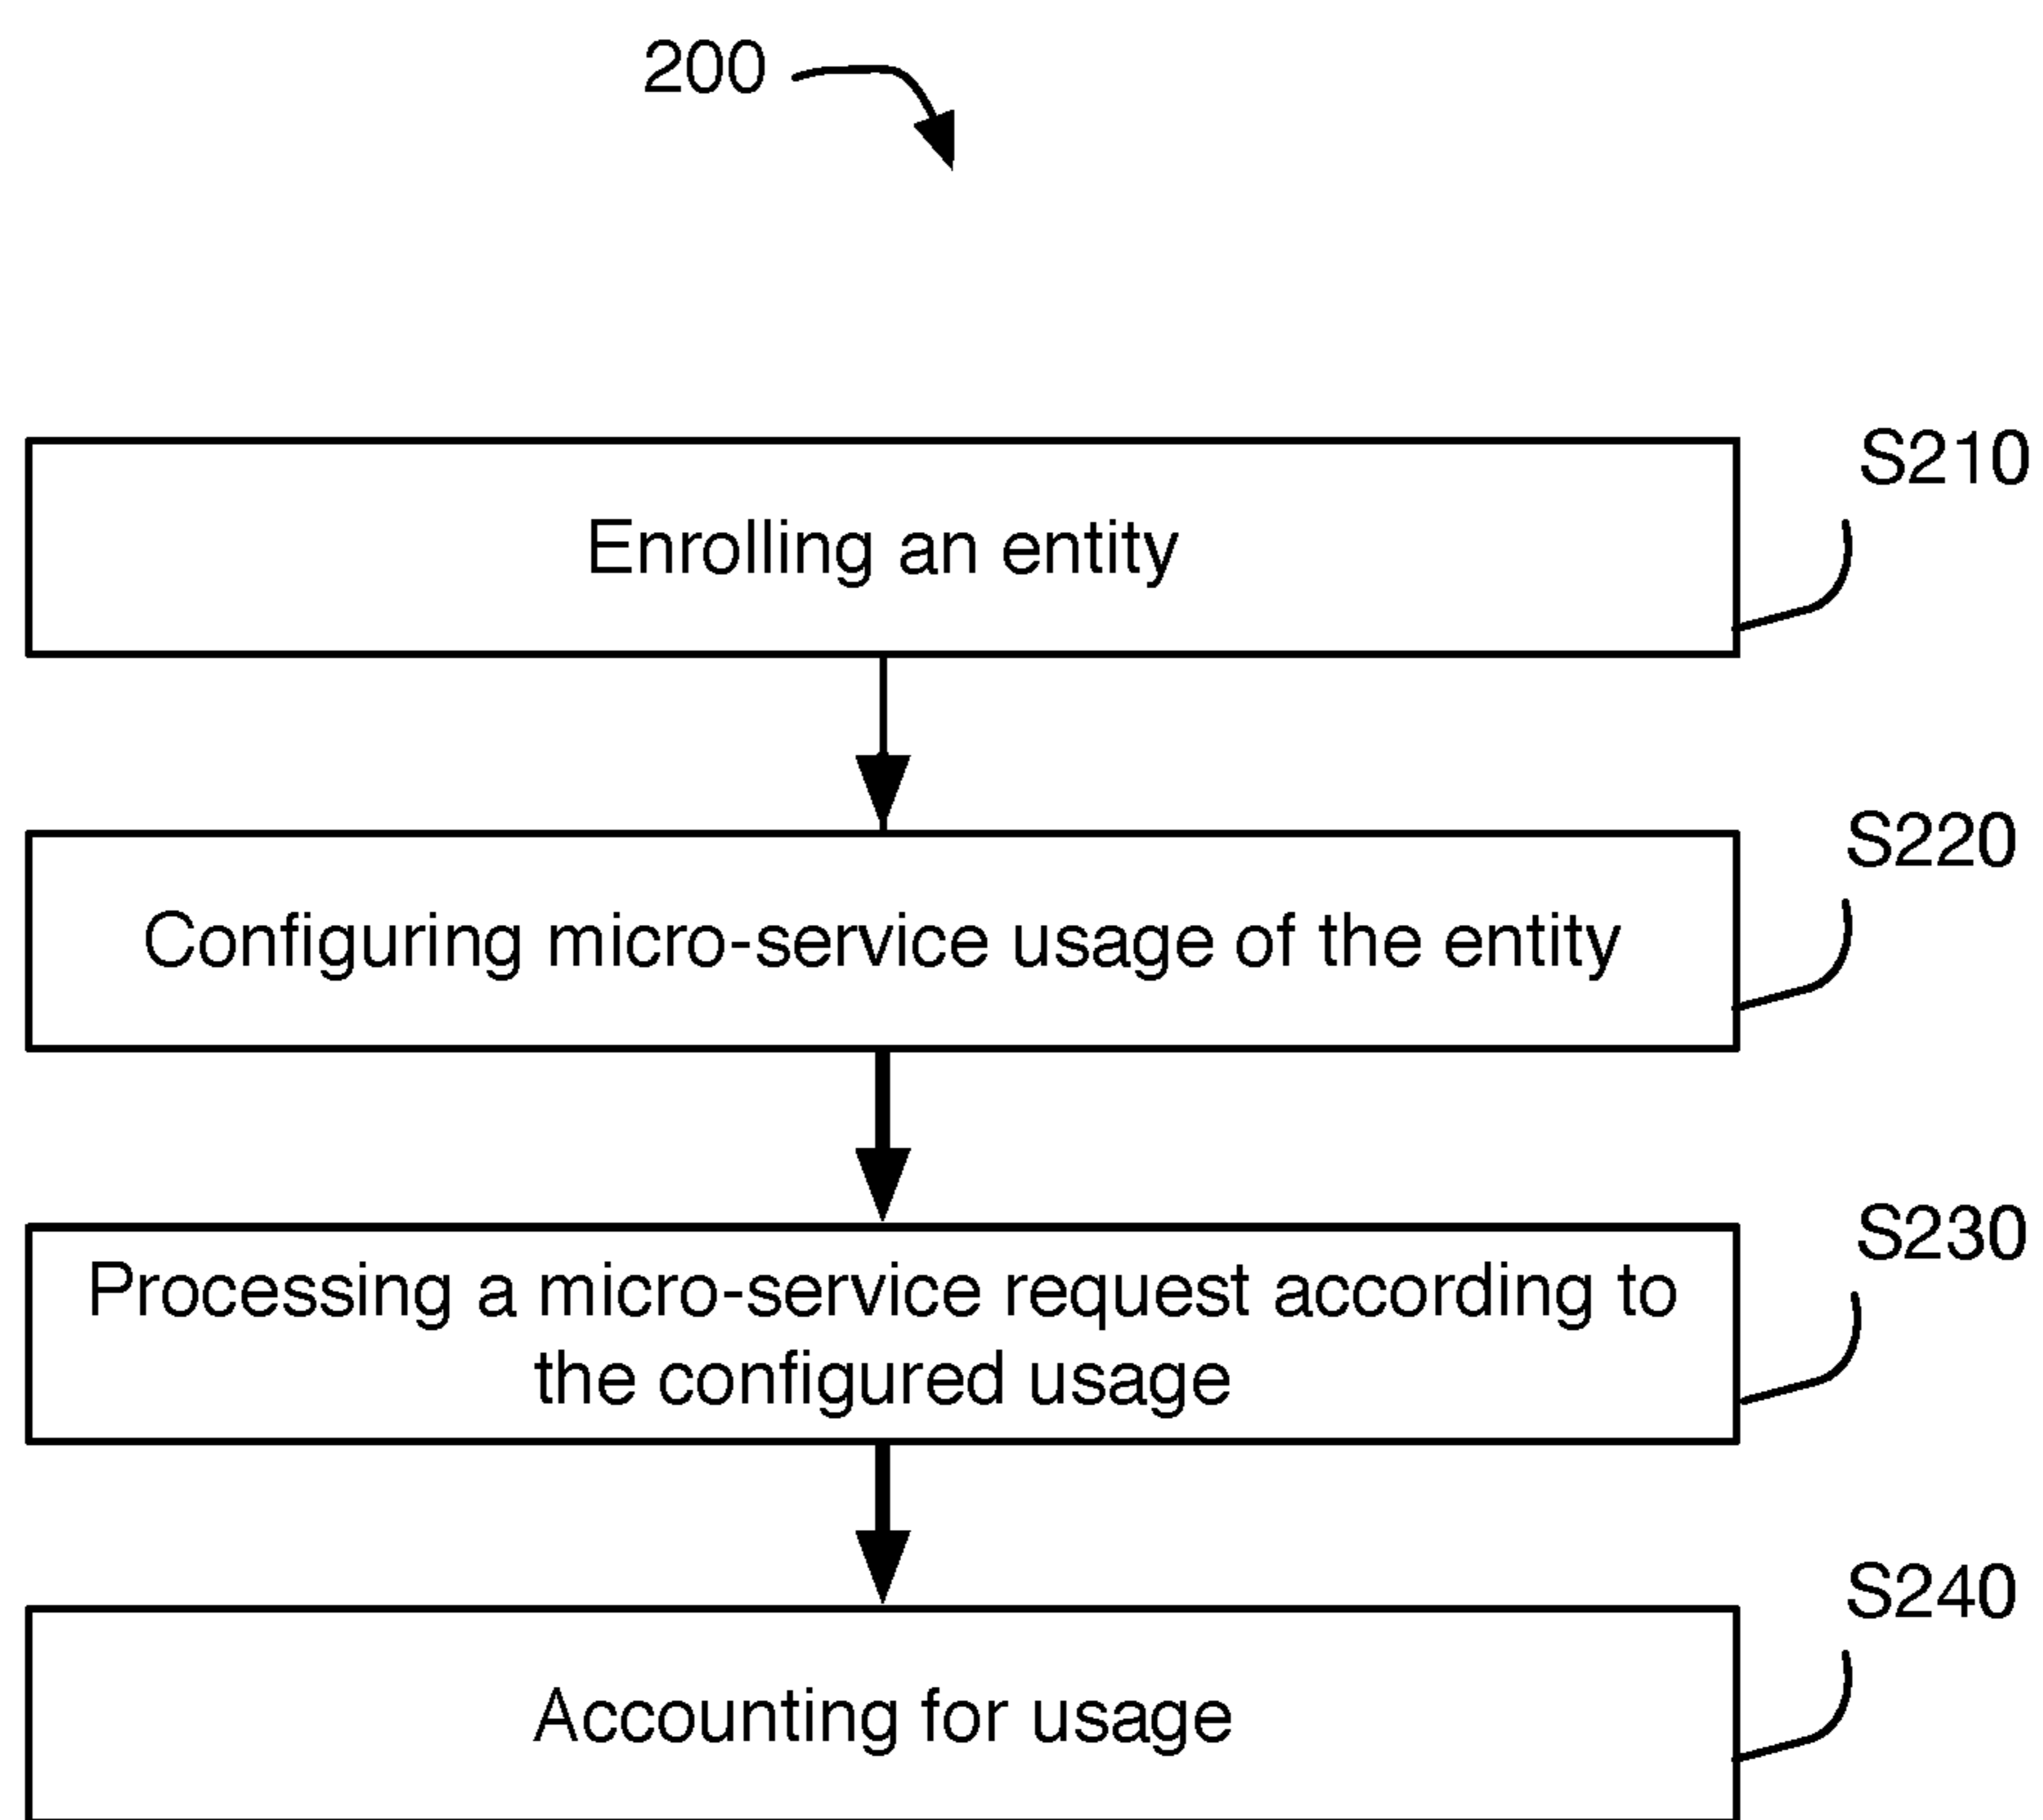 200
S210
Enrolling an entity
S220
Configuring micro-service usage of the entity
S230
Processing a micro-service request according to
the configured usage
S240
Accounting for usage